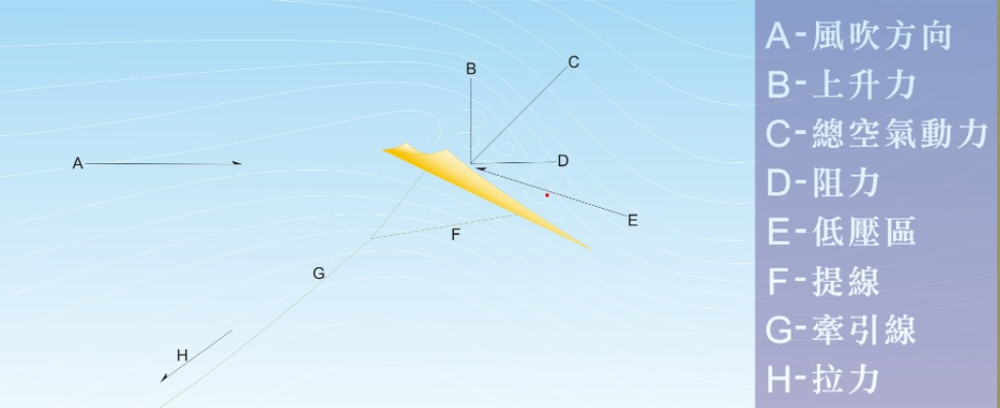 A
B
C
D
E
F
G
H
A-風吹方向
B-上升力
C-總空氣動力
D-阻力
E-低壓區
F-提線
G-牽引線
H-拉力